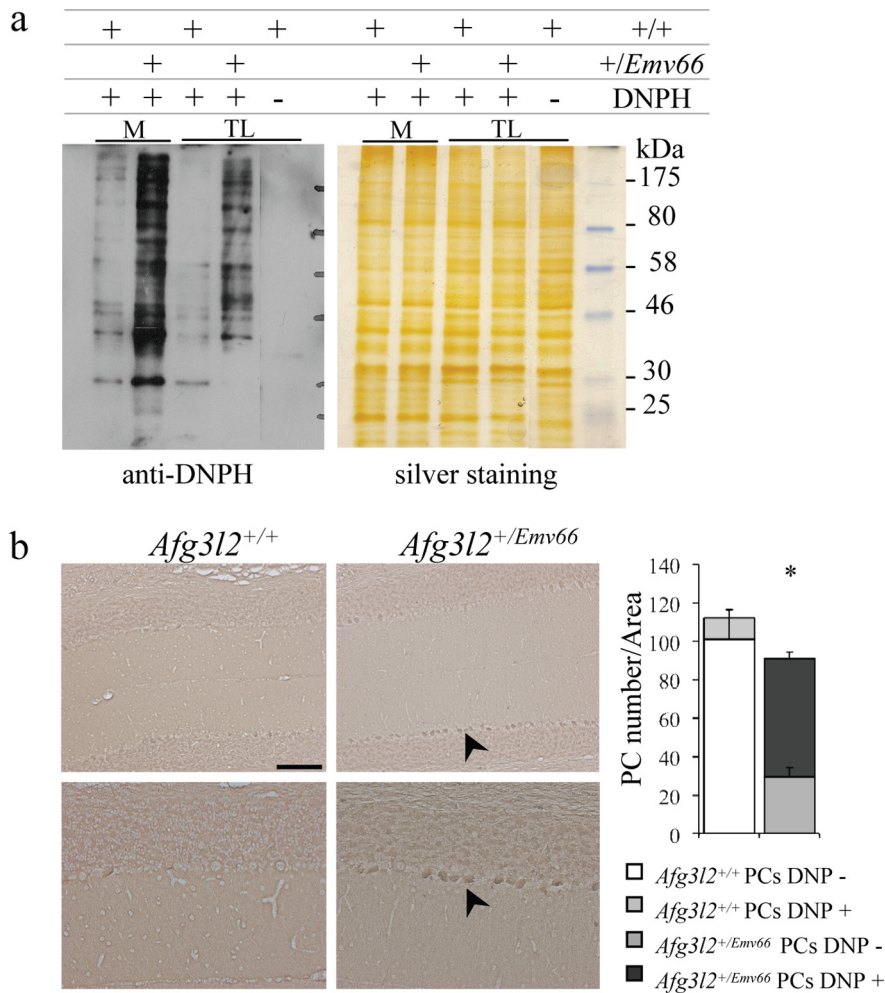 a
+ + + + + + +/+
+ + + + +/Emv66
+ + + + - + + + + - DNPH
M TL M TL kDa
175
80
58
46
30
25
anti-DNPH silver staining
b
Afg3l2+/+ Afg3l2+/Emv66
*
PC number/Area
140
120
100
80
60
40
20
0
Afg3l2+/+ PCs DNP -
Afg3l2+/+ PCs DNP +
Afg3l2+/Emv66 PCs DNP -
Afg3l2+/Emv66 PCs DNP +